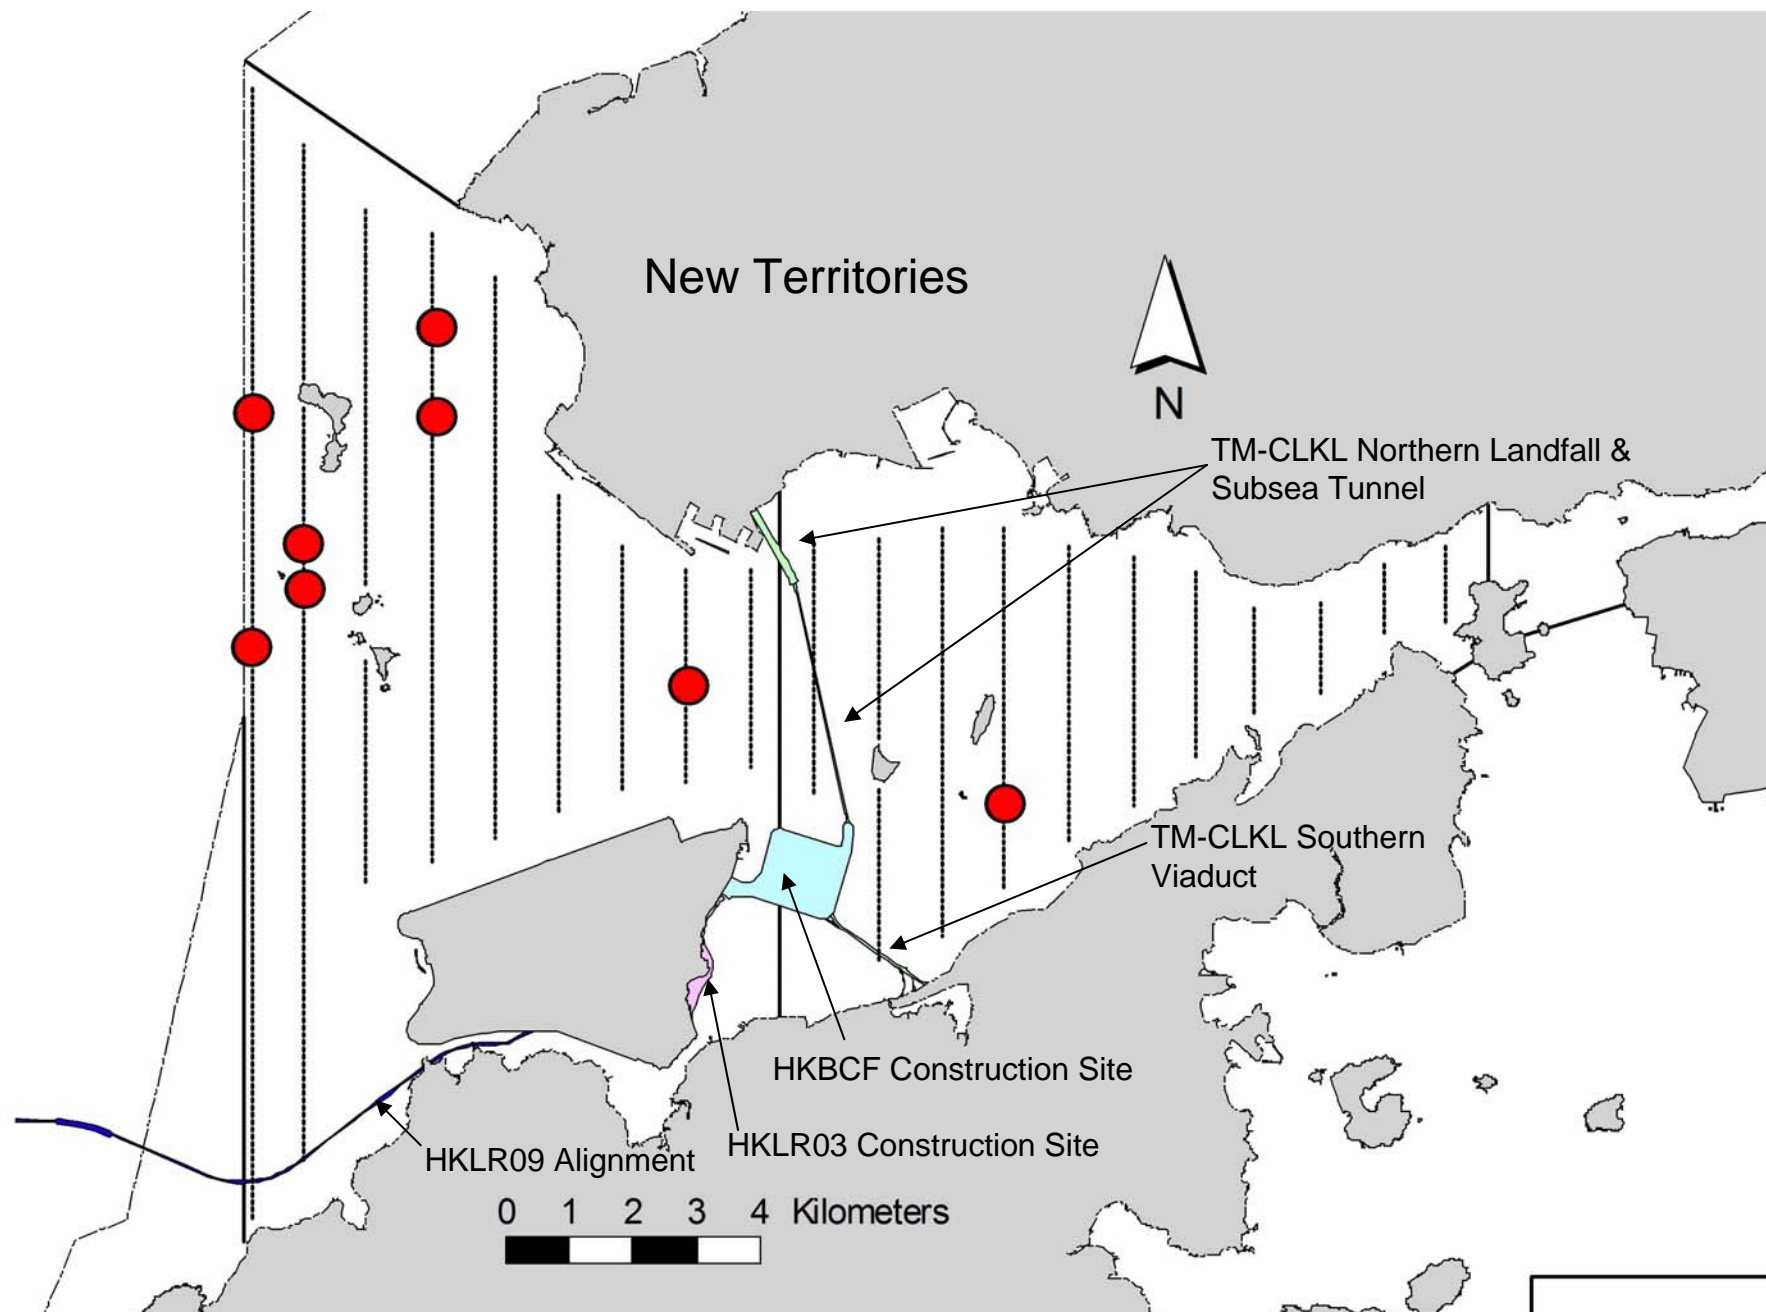 New Territories
N
TM-CLKL Northern Landfall &
Subsea Tunnel
TM-CLKL Southern
Viaduct
HKBCF Construction Site
HKLR03 Construction Site
HKLR09 Alignment
0 1 2 3 4 Kilometers